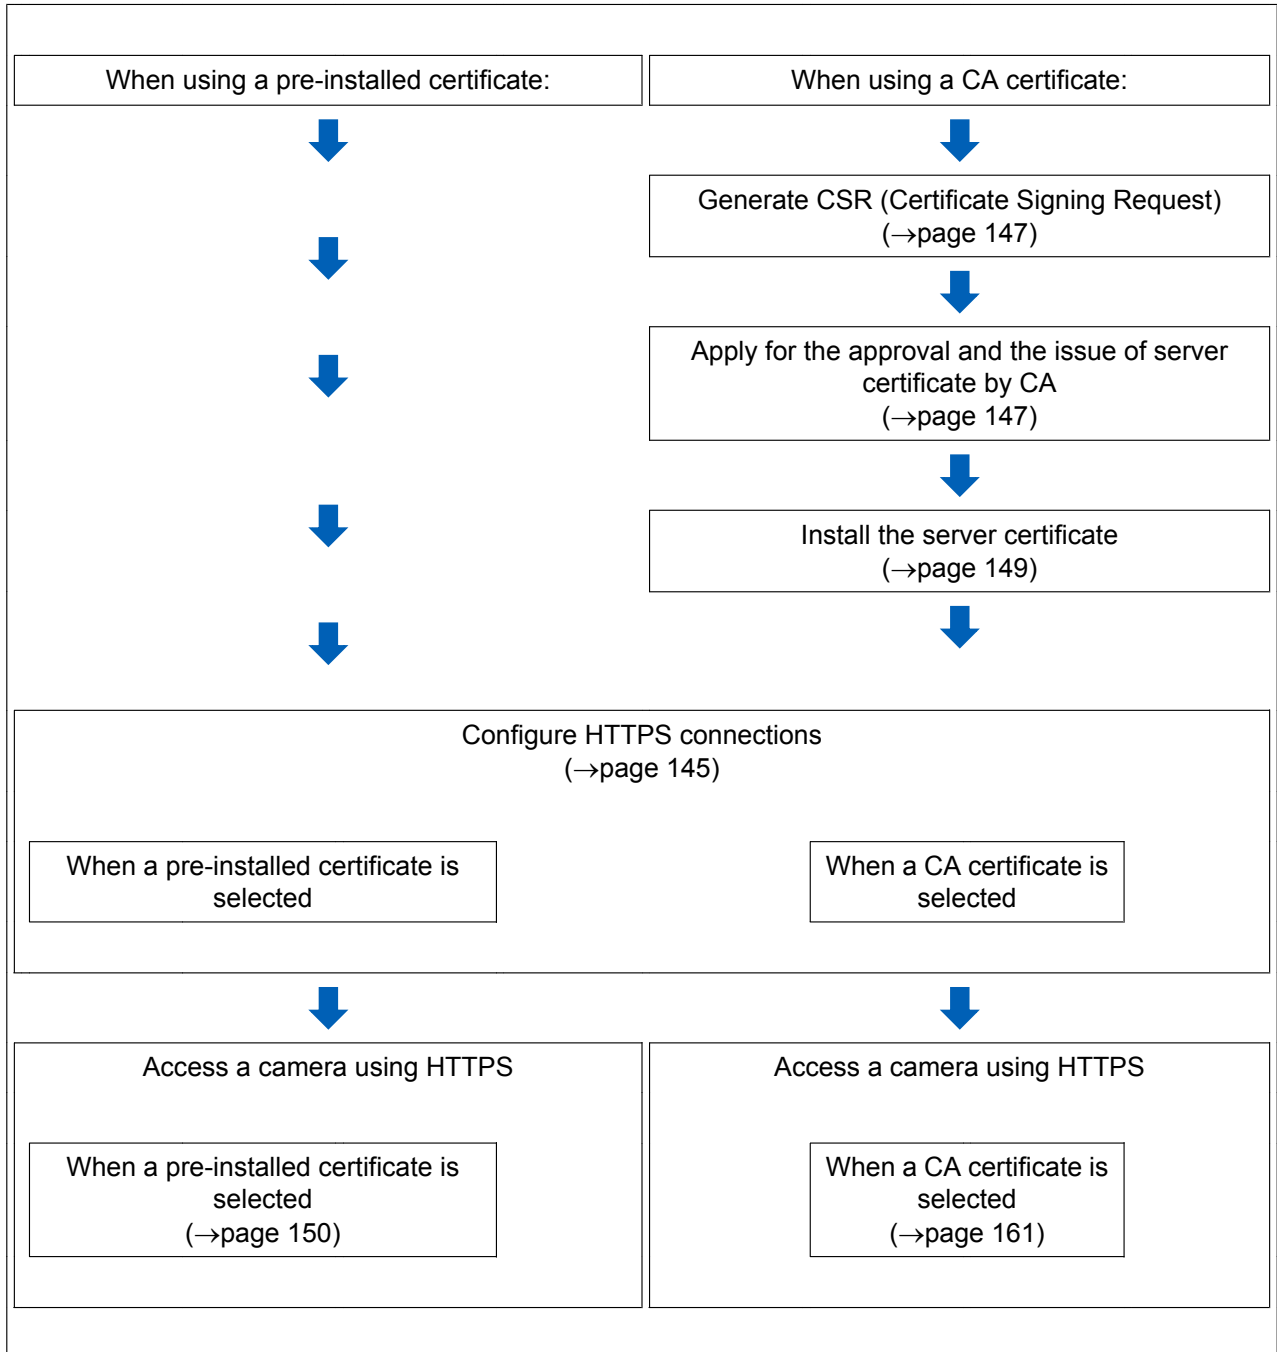 When using a pre-installed certificate:
When using a CA certificate:
Generate CSR (Certificate Signing Request)
(→page 147)
Apply for the approval and the issue of server
certificate by CA
(→page 147)
Install the server certificate
(→page 149)
Configure HTTPS connections
(→page 145)
When a pre-installed certificate is
selected
When a CA certificate is
selected
Access a camera using HTTPS
When a pre-installed certificate is
selected
(→page 150)
Access a camera using HTTPS
When a CA certificate is
selected
(→page 161)